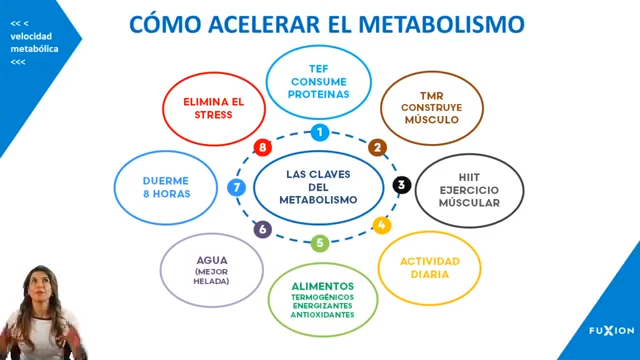 << <
velocidad
metabólica
<<<
CÓMO ACELERAR EL METABOLISMO
TEF
CONSUME
PROTEINAS
TMR
CONSTRUYE
MÚSCULO
HIIT
EJERCICIO
MÚSCULAR
ACTIVIDAD
DIARIA
ALIMENTOS
TERMOGÉNICOS
ENERGIZANTES
ANTIOXIDANTES
AGUA
(MEJOR
HELADA)
DUERME
8 HORAS
ELIMINA EL
STRESS
1
2
3
4
5
6
7
8
LAS CLAVES
DEL
METABOLISMO
FUXION